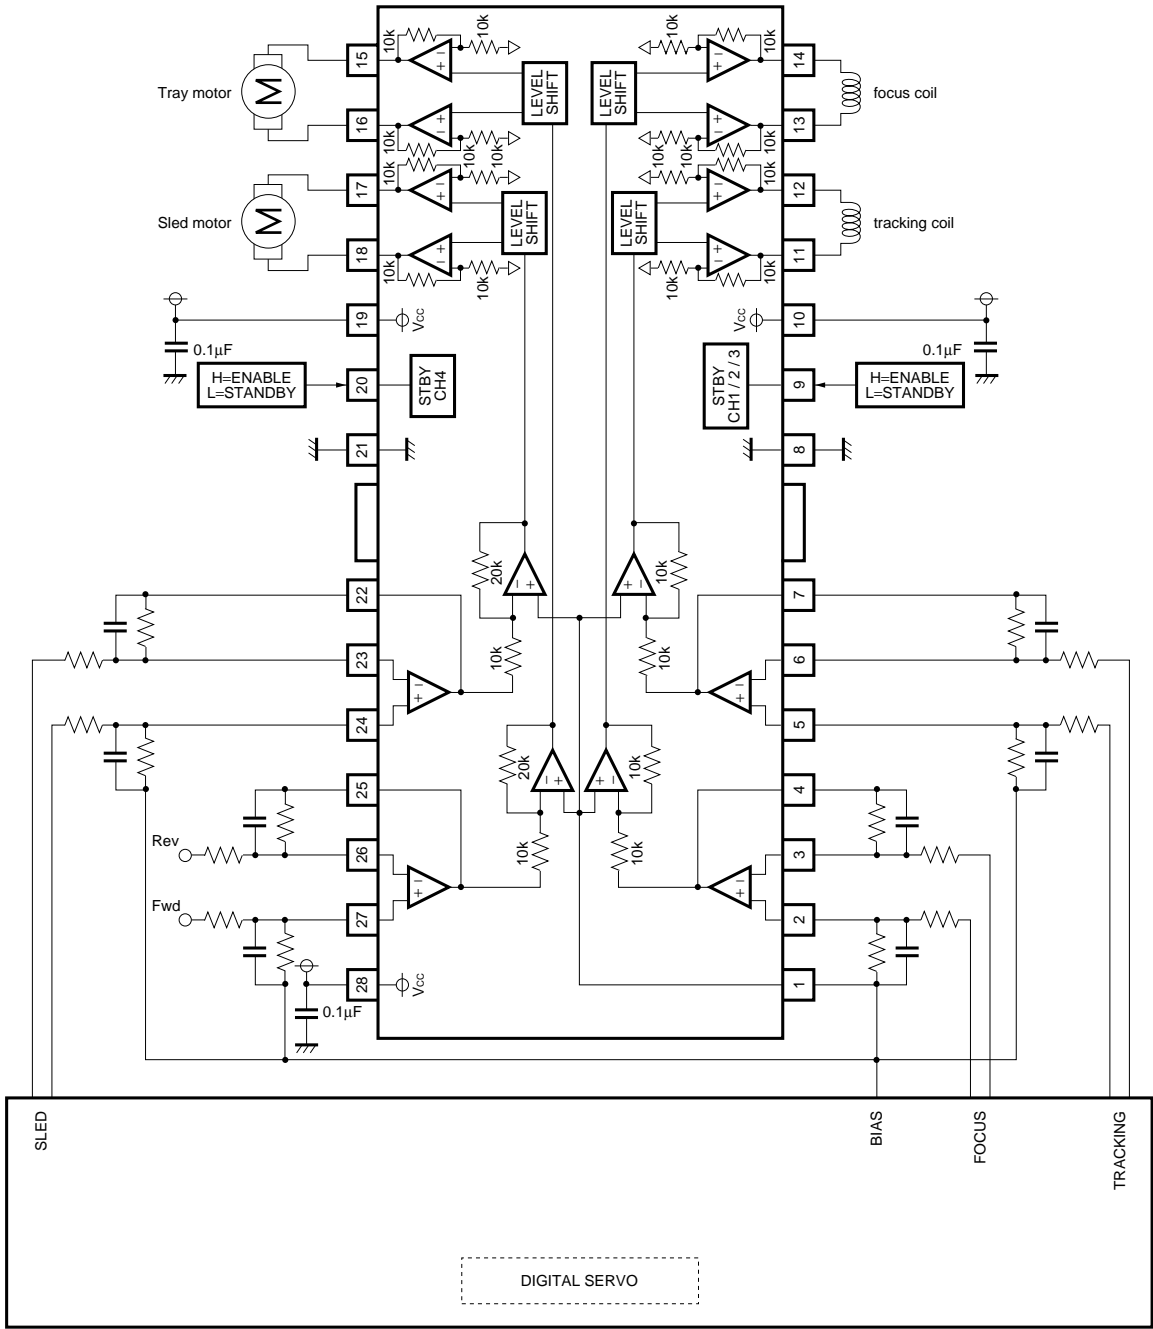 10k
10k
10k
10k
15
14
Tray motor
M
LEVEL
SHIFT
LEVEL
SHIFT
focus coil
16
13
10k
10k
10k
10k
10k
10k
10k
10k
17
12
Sled motor
M
LEVEL
SHIFT
LEVEL
SHIFT
tracking coil
18
11
10k
10k
10k
10k
19
Vcc
Vcc
10
0.1µF
0.1µF
H=ENABLE
L=STANDBY
20
STBY
CH4
STBY
CH1 / 2 / 3
9
H=ENABLE
L=STANDBY
21
8
20k
10k
22
7
23
10k
10k
6
24
5
20k
10k
25
4
Rev
26
10k
10k
3
Fwd
27
2
28
Vcc
1
0.1µF
SLED
BIAS
FOCUS
TRACKING
DIGITAL SERVO